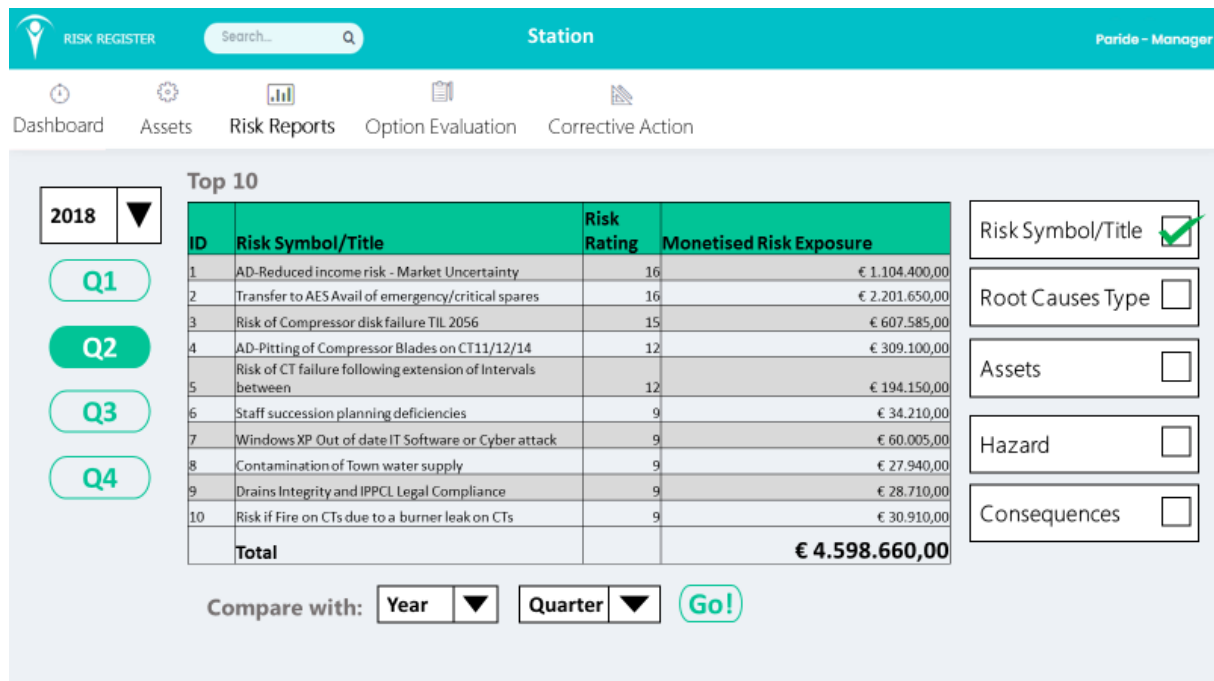 RISK REGISTER
Search...
Station
Paride - Manager
Dashboard
Assets
Risk Reports
Option Evaluation
Corrective Action
2018
Q1
Q2
Q3
Q4
Top 10
ID Risk Symbol/Title Risk Rating Monetised Risk Exposure
1 AD-Reduced income risk - Market Uncertainty 16 € 1.104.400,00
2 Transfer to AES Avail of emergency/critical spares 16 € 2.201.650,00
3 Risk of Compressor disk failure TIL 2056 15 € 607.585,00
4 AD-Pitting of Compressor Blades on CT11/12/14 12 € 309.100,00
Risk of CT failure following extension of Intervals
5 between 12 € 194.150,00
6 Staff succession planning deficiencies 9 € 34.210,00
7 Windows XP Out of date IT Software or Cyber attack 9 € 60.005,00
8 Contamination of Town water supply 9 € 27.940,00
9 Drains Integrity and IPPCL Legal Compliance 9 € 28.710,00
10 Risk if Fire on CTs due to a burner leak on CTs 9 € 30.910,00
Total € 4.598.660,00
Risk Symbol/Title
Root Causes Type
Assets
Hazard
Consequences
Compare with: Year Quarter Go!